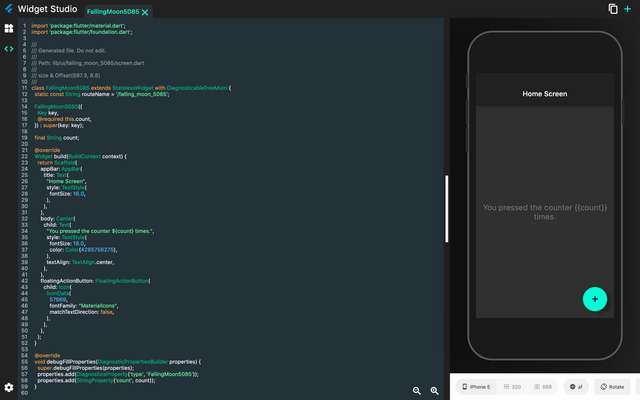 Widget Studio
FallingMoon5085
1 import 'package:flutter/material.dart';
2 import 'package:flutter/foundation.dart';
3
4 ///
5 /// Generated file. Do not edit.
6 ///
7 /// Path: lib/ui/falling_moon_5085/screen.dart
8 ///
9 /// size & Offset(597.3, 8.8)
10 ///
11 class FallingMoon5085 extends StatelessWidget with DiagnosticableTreeMixin {
12 static const String routeName = '/falling_moon_5085';
13
14 FallingMoon5085({
15 Key key,
16 @required this.count,
17 }) : super(key: key);
18
19 final String count;
20
21 @override
22 Widget build(BuildContext context) {
23 return Scaffold(
24 appBar: AppBar(
25 title: Text(
26 "Home Screen",
27 style: TextStyle(
28 fontSize: 16.0,
29 ),
30 ),
31 ),
32 body: Center(
33 child: Text(
34 "You pressed the counter ${count} times.",
35 style: TextStyle(
36 fontSize: 18.0,
37 color: Color(4285756275),
38 ),
39 textAlign: TextAlign.center,
40 ),
41 ),
42 floatingActionButton: FloatingActionButton(
43 child: Icon(
44 IconData(
45 57669,
46 fontFamily: "MaterialIcons",
47 matchTextDirection: false,
48 ),
49 ),
50 ),
51 );
52 }
53
54 @override
55 void debugFillProperties(DiagnosticPropertiesBuilder properties) {
56 super.debugFillProperties(properties);
57 properties.add(DiagnosticsProperty('type', 'FallingMoon5085'));
58 properties.add(StringProperty('count', count));
59 }
60
Home Screen
You pressed the counter {{count}}
times.
iPhone 5
320
568
af
Rotate